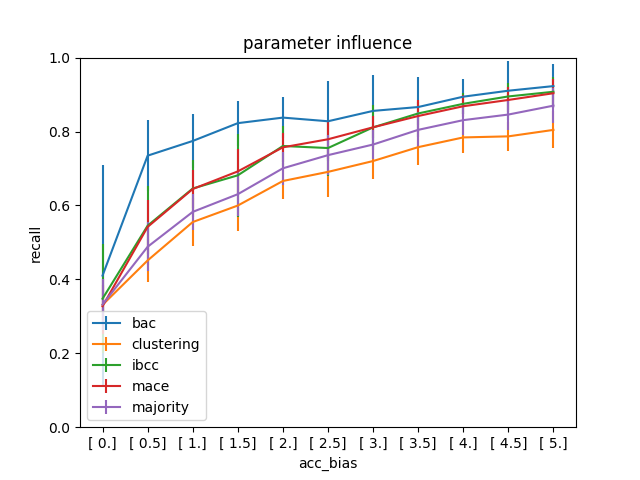 parameter influence
1.0
0.8
0.6
0.4
0.2
0.0
recall
bac
clustering
ibcc
mace
majority
[ 0.] [ 0.5] [ 1.] [ 1.5] [ 2.] [ 2.5] [ 3.] [ 3.5] [ 4.] [ 4.5] [ 5.]
acc_bias